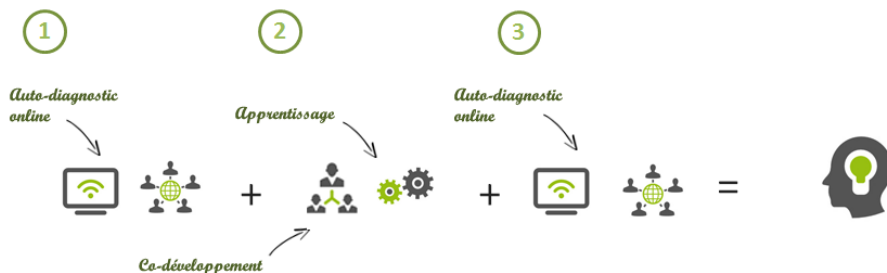 1
2
3
Auto-diagnostic
online
Apprentissage
Auto-diagnostic
online
+
+
=
Co-développement